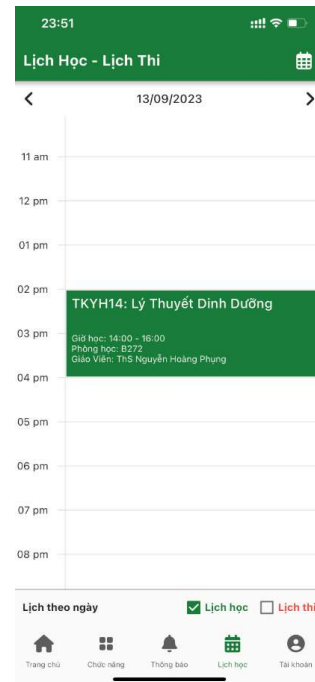 23:51
Lịch Học - Lịch Thi
13/09/2023
11 am
12 pm
01 pm
02 pm
TKYH14: Lý Thuyết Dinh Dưỡng
03 pm
Giờ học: 14:00 - 16:00
Phòng học: B272
Giáo Viên: ThS Nguyễn Hoàng Phụng
04 pm
05 pm
06 pm
07 pm
08 pm
Lịch theo ngày
Lịch học
Lịch thi
Trang chủ
Chức năng
Thông báo
Lịch học
Tài khoản